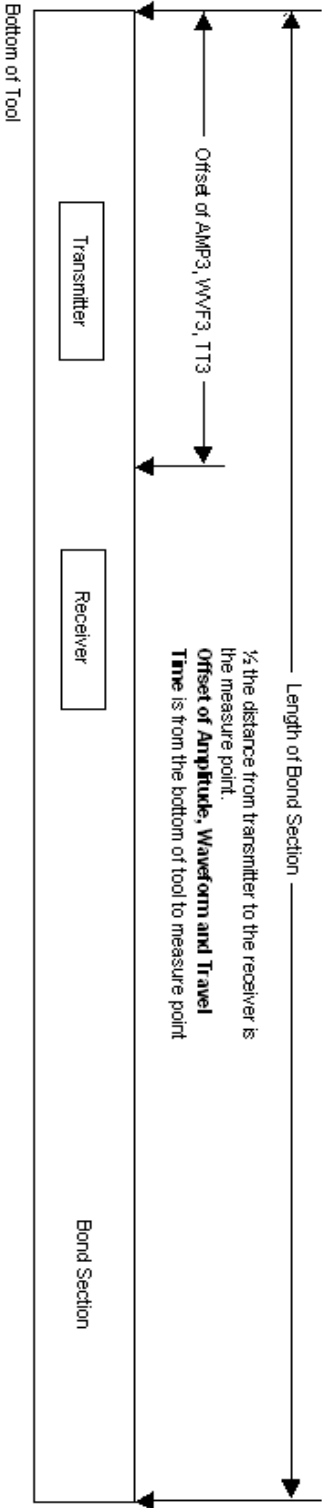 Bottom of Tool
Transmitter
Offset of AMP3, WVF3, TT3
Receiver
Length of Bond Section
½ the distance from transmitter to the receiver is
the measure point.
Offset of Amplitude, Waveform and Travel
Time is from the bottom of tool to measure point
Bond Section